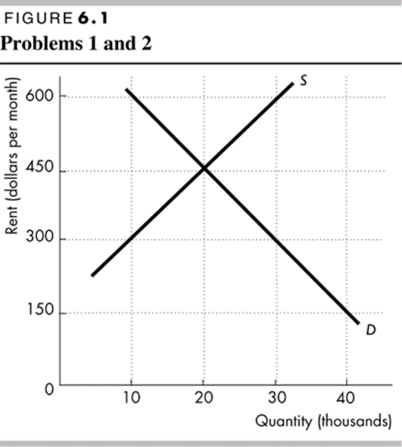 FIGURE 6.1
Problems 1 and 2
Rent (dollars per month)
600
450
300
150
0
S
D
10 20 30 40
Quantity (thousands)